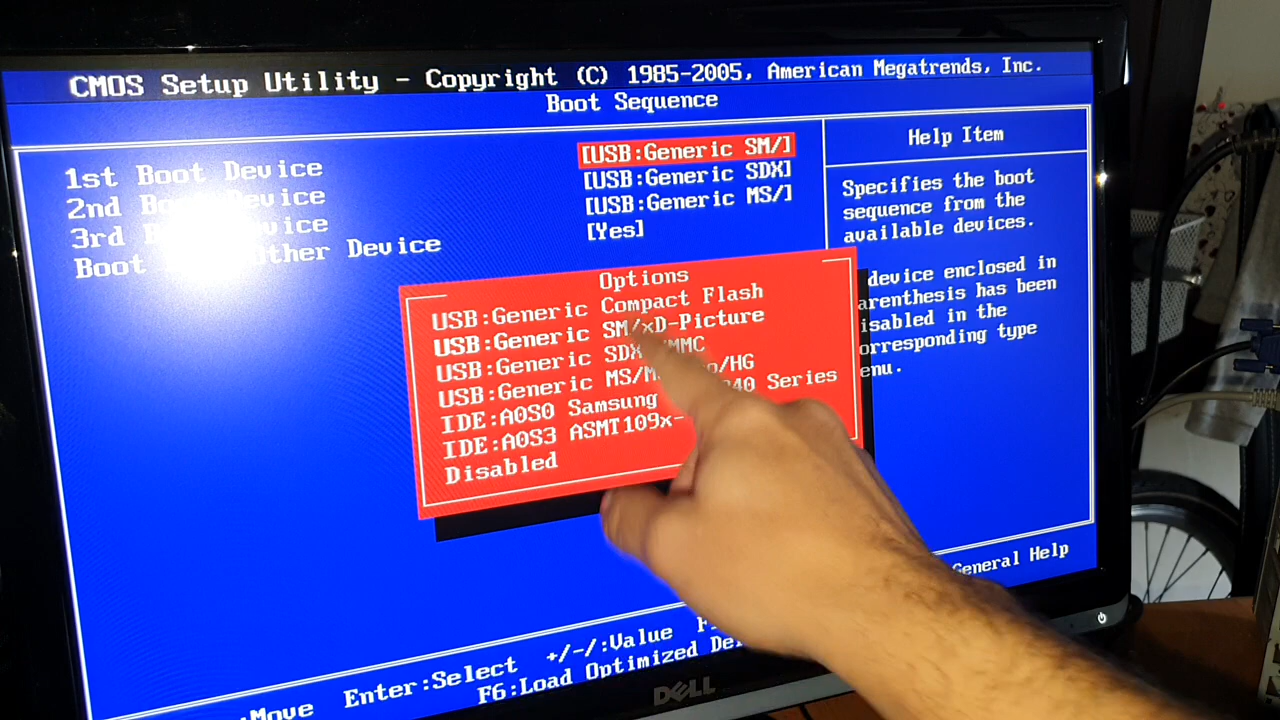 CMOS Setup Utility - Copyright (C) 1985-2005, American Megatrends, Inc.
Boot Sequence
1st Boot Device [USB:Generic SM/]
2nd Device [USB:Generic SDX]
3rd Device [USB:Generic MS/]
Boot Other Device [Yes]
Help Item
Specifies the boot
sequence from the
available devices.
device enclosed in
arenthesis has been
isabled in the
orresponding type
enu.
Options
USB:Generic Compact Flash
USB:Generic SM/xD-Picture
USB:Generic SDX MMC
USB:Generic MS/M o/HG
IDE:A0S0 Samsung 40 Series
IDE:A0S3 ASMT109x-
Disabled
:Move Enter:Select +/-/:Value F
General Help
F6:Load Optimized De
DELL